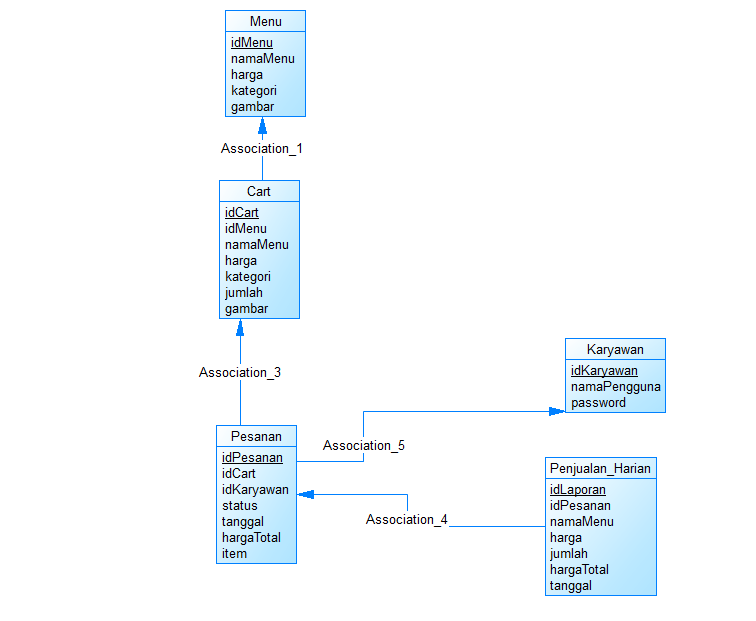 Menu
idMenu
namaMenu
harga
kategori
gambar
Association_1
Cart
idCart
idMenu
namaMenu
harga
kategori
jumlah
gambar
Association_3
Karyawan
idKaryawan
namaPengguna
password
Pesanan
idPesanan
idCart
idKaryawan
status
tanggal
hargaTotal
item
Association_5
Association_4
Penjualan_Harian
idLaporan
idPesanan
namaMenu
harga
jumlah
hargaTotal
tanggal